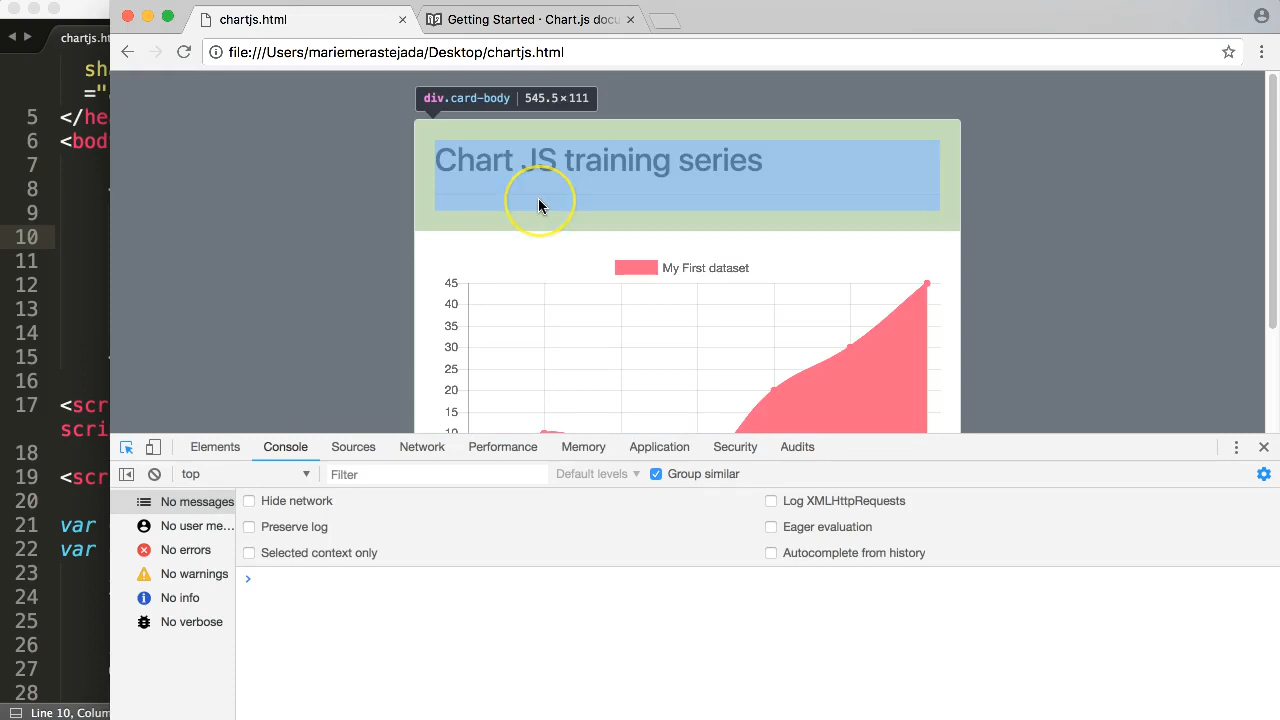 chartjs.html
Getting Started · Chart.js docu
chartjs.h
file:///Users/mariemerastejada/Desktop/chartjs.html
sh
="
5 </he
6 <bod
7
8
9
10
11
12
13
14
15
16
17 <scr
scri
18
19 <scr
20
21 var
22 var
23
24
25
26
27
28
Line 10, Colum
div.card-body 545.5×111
Chart JS training series
My First dataset
45
40
35
30
25
20
15
10
Elements Console Sources Network Performance Memory Application Security Audits
top Filter Default levels Group similar
No messages
No user me...
No errors
No warnings
No info
No verbose
Hide network Log XMLHttpRequests
Preserve log Eager evaluation
Selected context only Autocomplete from history